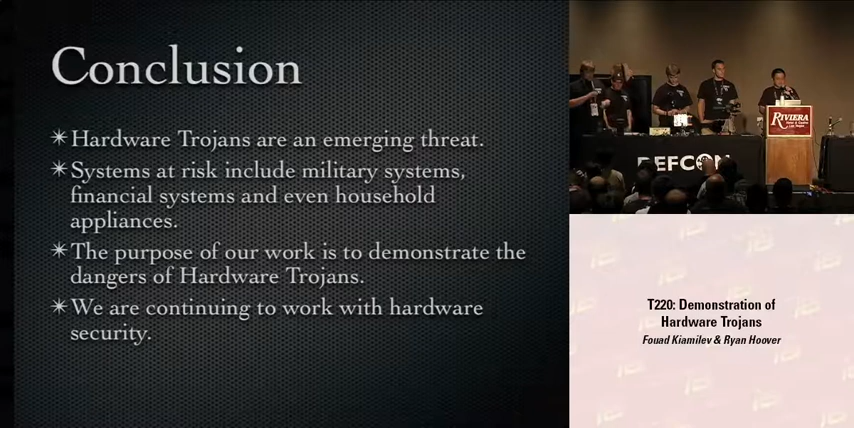 Conclusion
Hardware Trojans are an emerging threat.
Systems at risk include military systems,
financial systems and even household
appliances.
The purpose of our work is to demonstrate the
dangers of Hardware Trojans.
We are continuing to work with hardware
security.
RIVIERA
DEFCON
T220: Demonstration of
Hardware Trojans
Fouad Kiamilev & Ryan Hoover